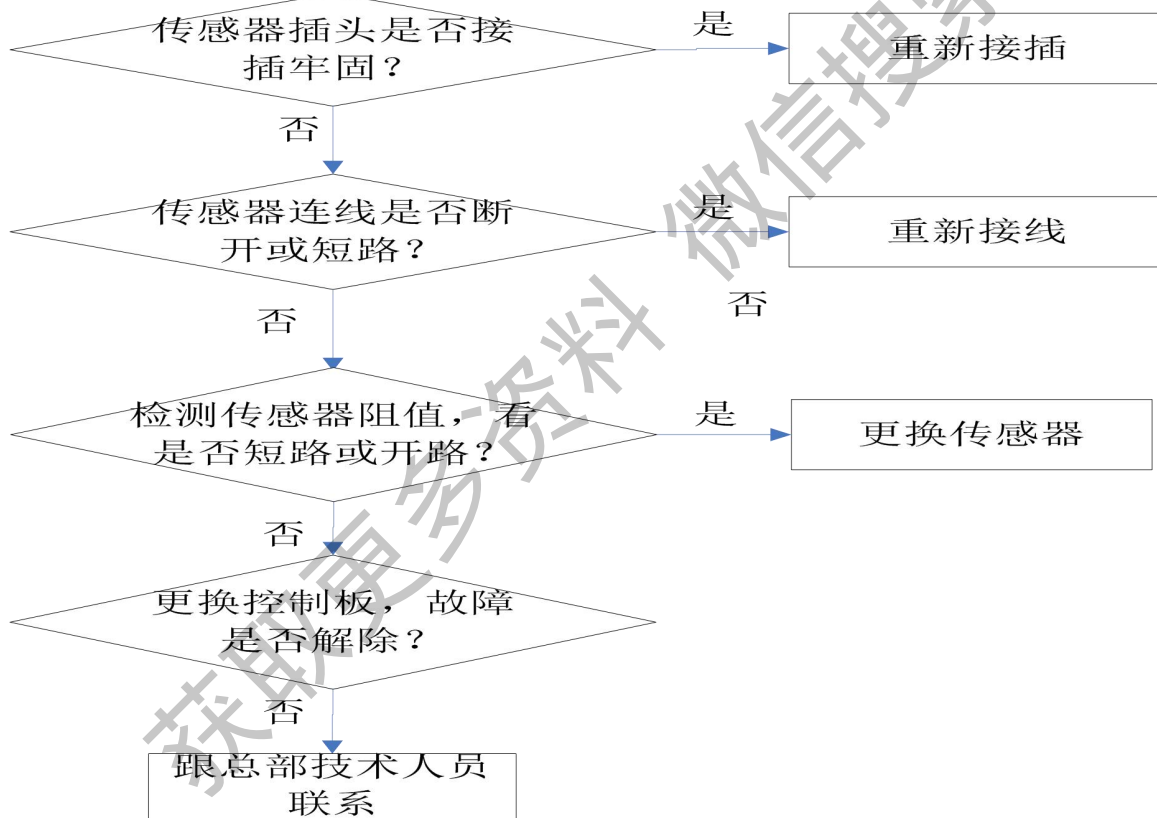 传感器插头是否接
插牢固？
是
重新接插
否
传感器连线是否断
开或短路？
是
重新接线
否
否
检测传感器阻值，看
是否短路或开路？
是
更换传感器
否
更换控制板，故障
是否解除？
否
跟总部技术人员
联系
获取更多资料 微信搜